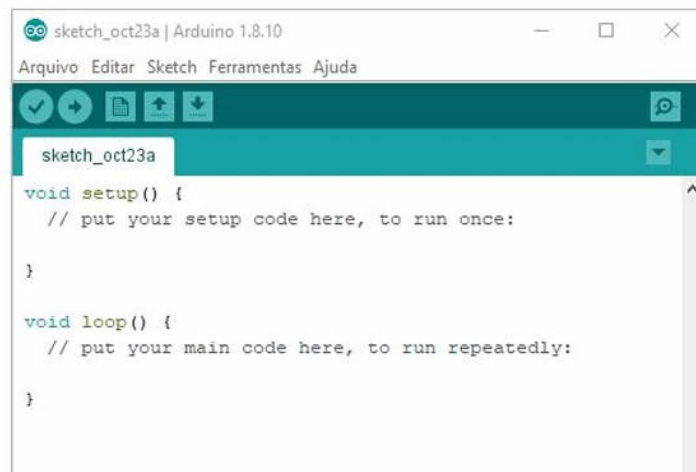 sketch_oct23a | Arduino 1.8.10
Arquivo Editar Sketch Ferramentas Ajuda
sketch_oct23a
void setup() {
  // put your setup code here, to run once:
}
void loop() {
  // put your main code here, to run repeatedly:
}